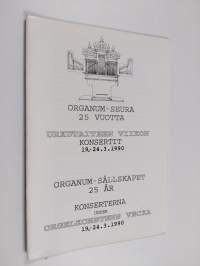 ORGANUM-SEURA
25 VUOTTA
URKUTAITEEN VIIKON
KONSERTIT
19.-24.3.1990
ORGANUM-SÄLLSKAPET
25 ÅR
KONSERTERNA
UNDER
ORGELKONSTENS VECKA
19.-24.3.1990